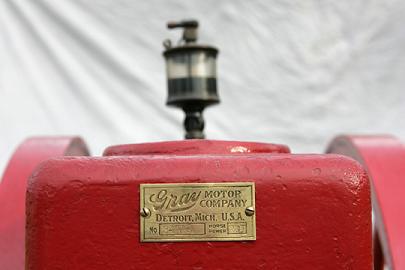 Gray MOTOR COMPANY
DETROIT, MICH. U.S.A.
NO HORSE POWER